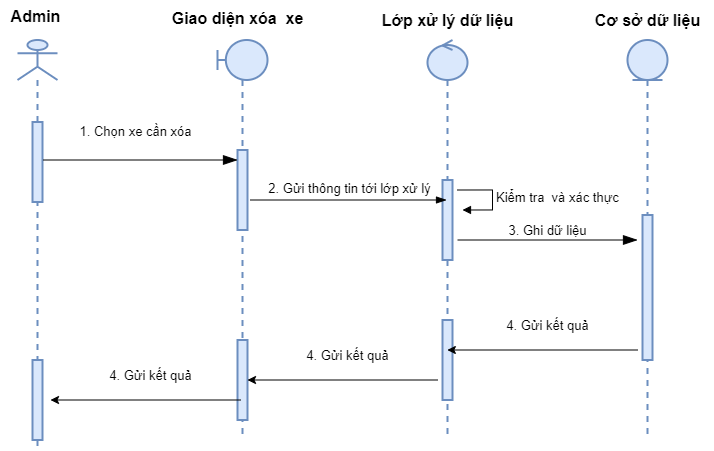 Admin
Giao diện xóa xe
Lớp xử lý dữ liệu
Cơ sở dữ liệu
1. Chọn xe cần xóa
2. Gửi thông tin tới lớp xử lý
Kiểm tra và xác thực
3. Ghi dữ liệu
4. Gửi kết quả
4. Gửi kết quả
4. Gửi kết quả